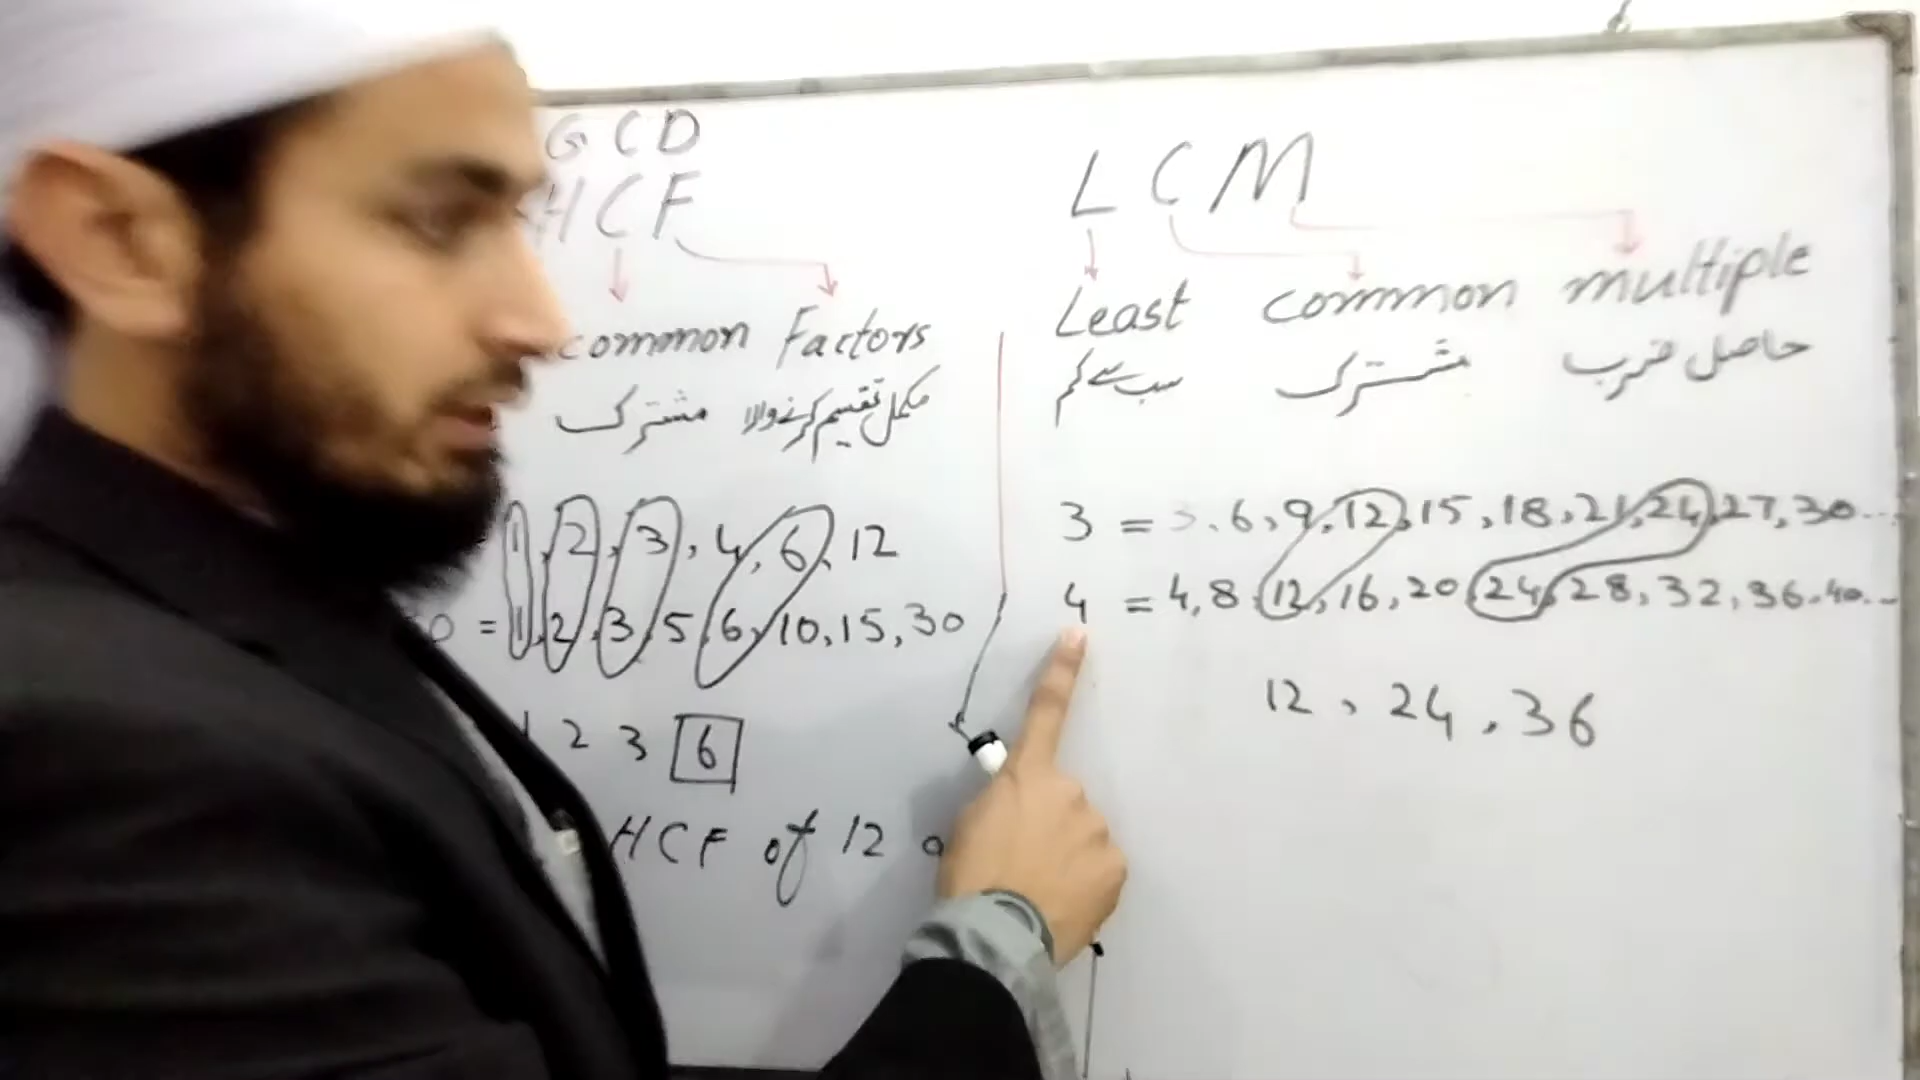 GCD
HCF
common Factors
مشترک مکمل تقسیم کرنے والا
1, 2, 3, 4, 6, 12
0 = 1, 2, 3, 5, 6, 10, 15, 30
1 2 3 6
HCF of 12
LCM
Least common multiple
سب سے کم مشترک حاصل ضرب
3 = 3, 6, 9, 12, 15, 18, 21, 24, 27, 30...
4 = 4, 8, 12, 16, 20, 24, 28, 32, 36, 40...
12, 24, 36